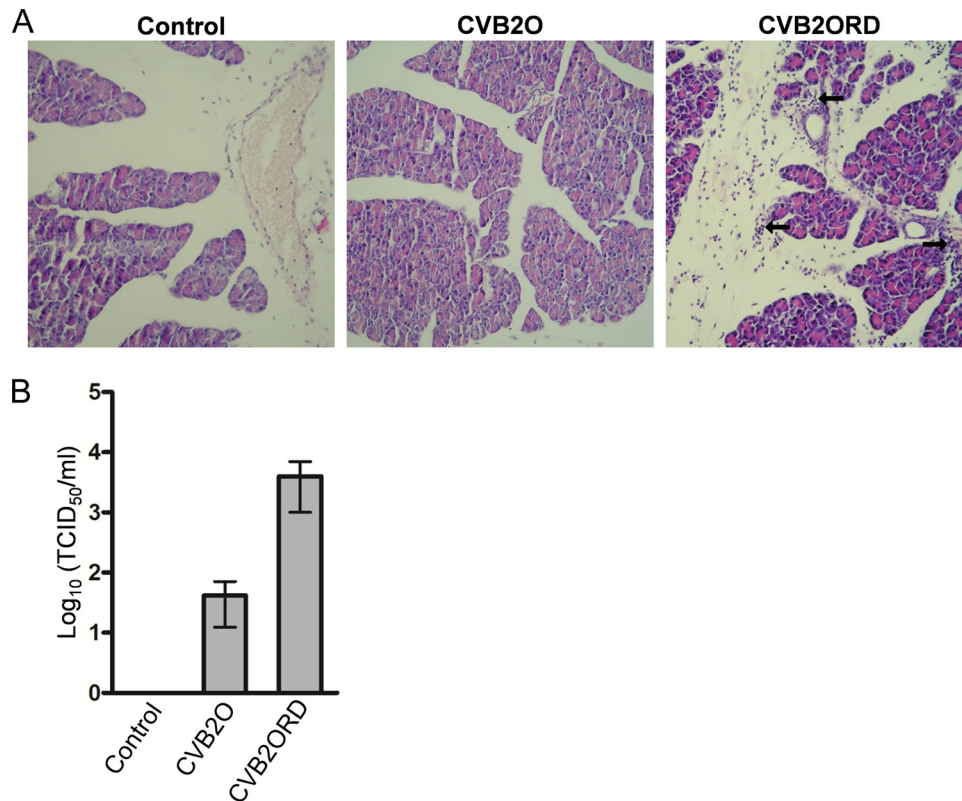 A
Control
CVB2O
CVB2ORD
B
Log₁₀ (TCID₅₀/ml)
5
4
3
2
1
0
Control
CVB2O
CVB2ORD